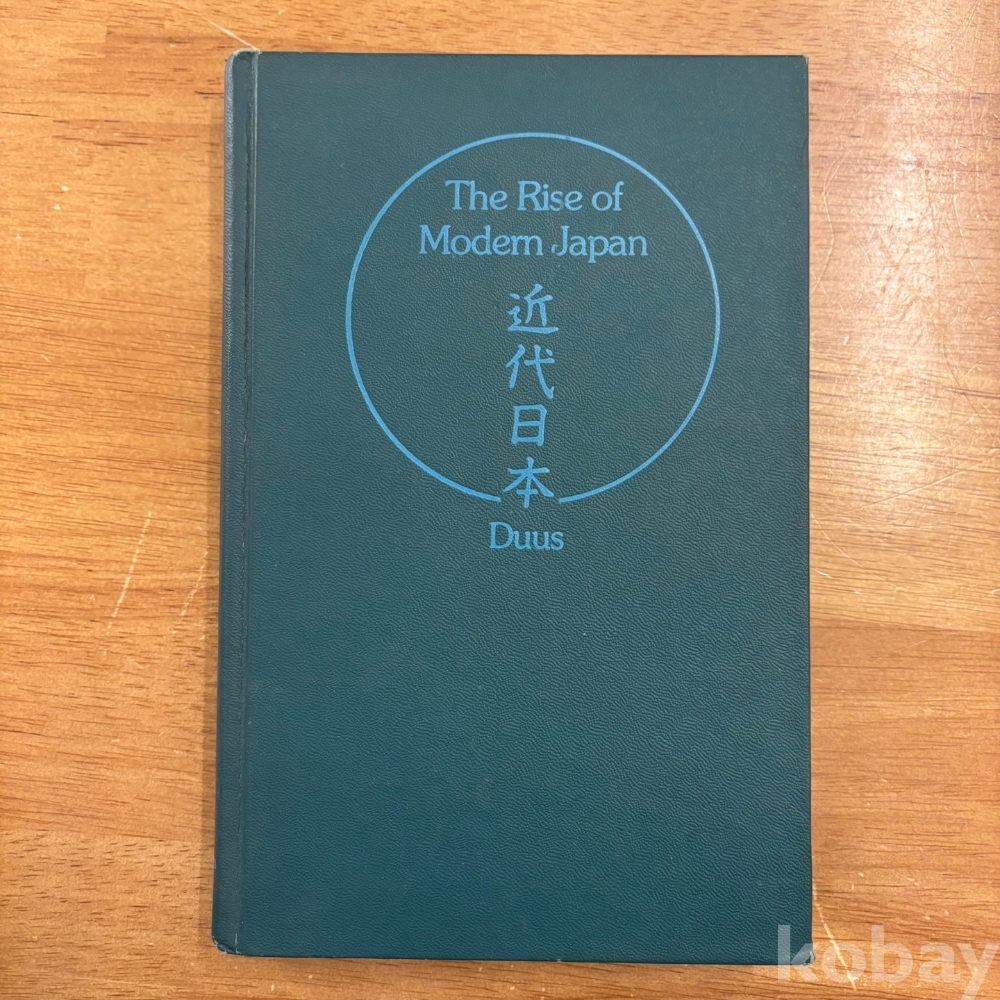 The Rise of
Modern Japan
近代日本
Duus
kobay